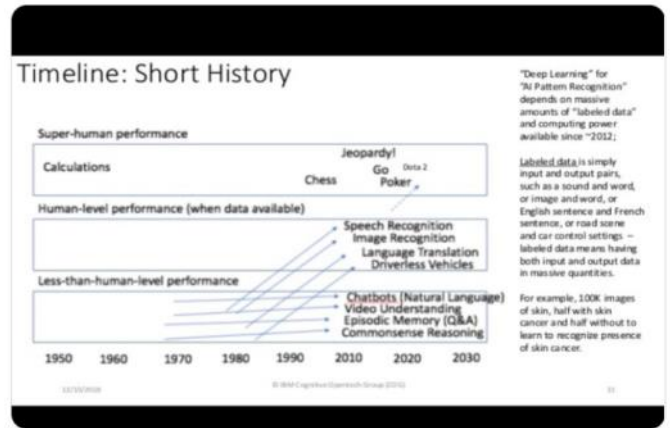 Timeline: Short History
Super-human performance
Calculations
Jeopardy!
Go
Dota 2
Chess
Poker
Human-level performance (when data available)
Speech Recognition
Image Recognition
Language Translation
Driverless Vehicles
Less-than-human-level performance
Chatbots (Natural Language)
Video Understanding
Episodic Memory (Q&A)
Commonsense Reasoning
1950 1960 1970 1980 1990 2010 2020 2030
"Deep Learning" for
"AI Pattern Recognition"
depends on massive
amounts of "labeled data"
and computing power
available since ~2012;
Labeled data is simply
input and output pairs,
such as a sound and word,
or image and word, or
English sentence and French
sentence, or road scene
and car control settings –
labeled data means having
both input and output data
in massive quantities.
For example, 100K images
of skin, half with skin
cancer and half without to
learn to recognize presence
of skin cancer.
© IBM Cognitive Opentech Group (COG)